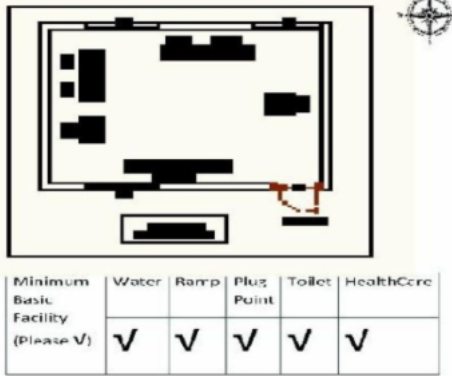 Minimum Water Ramp Plug Toilet HealthCare
Basic Point
Facility
(Please √) √ √ √ √ √